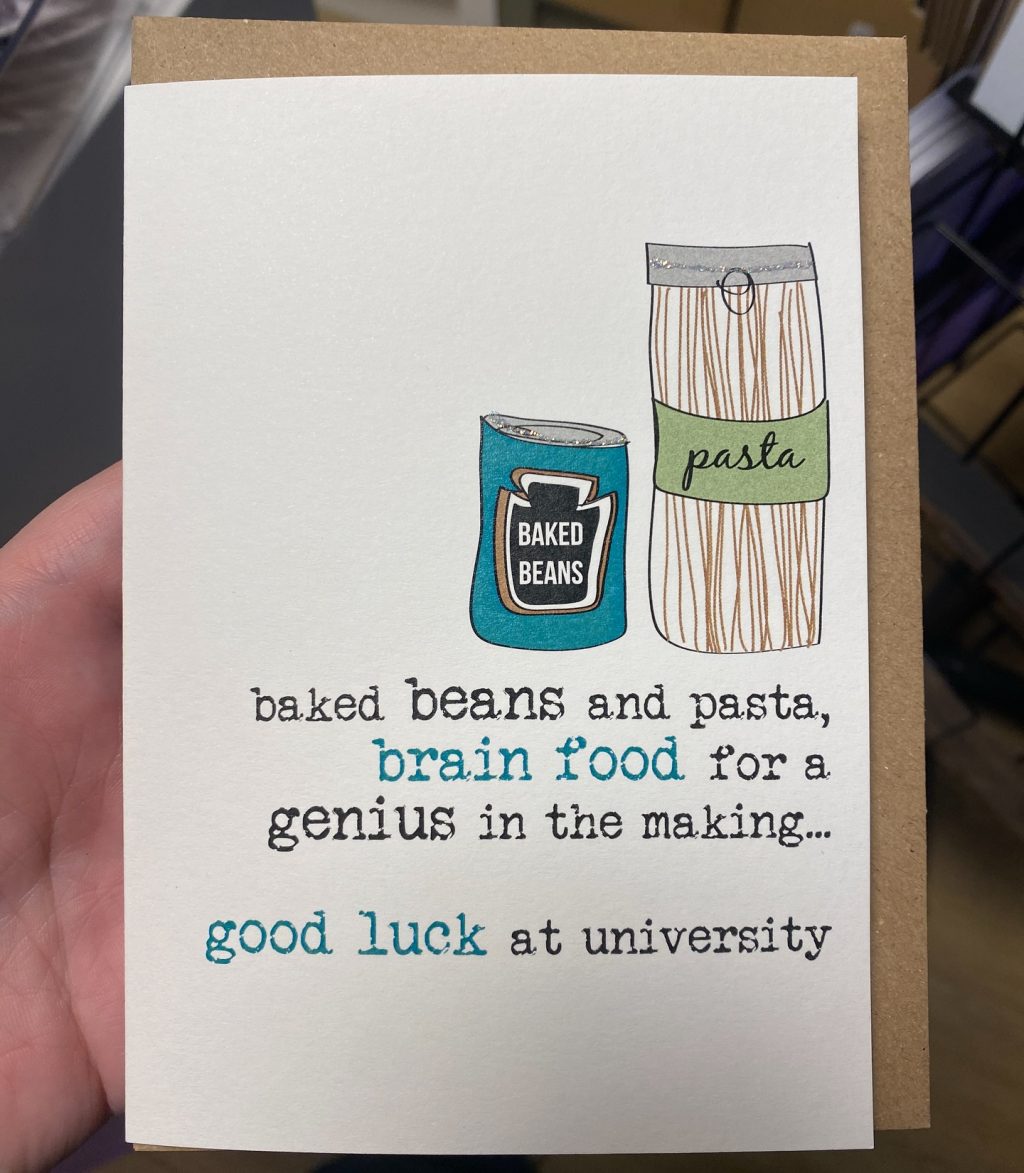 pasta
BAKED
BEANS
baked beans and pasta,
brain food for a
genius in the making...
good luck at university